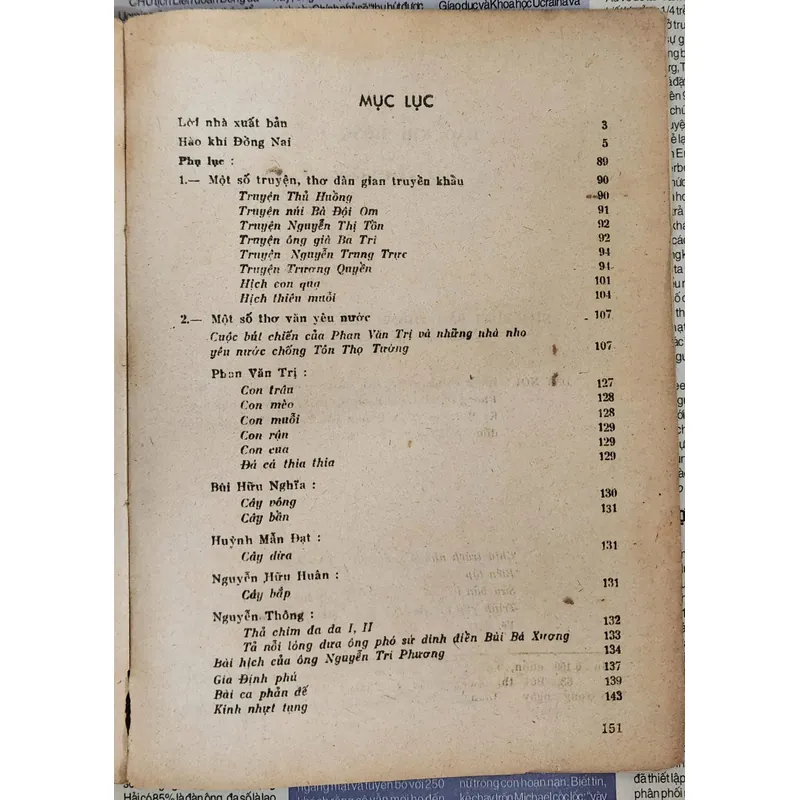 MỤC LỤC
Lời nhà xuất bản 3
Hào khí Đồng Nai 5
Phụ lục : 89
1.— Một số truyện, thơ dân gian truyền khẩu 90
Truyện Thủ Huồng 90
Truyện núi Bà Đội Om 91
Truyện Nguyễn Thị Tồn 92
Truyện ông già Ba Tri 92
Truyện Nguyễn Trung Trực 94
Truyện Trương Quyền 94
Hịch con quạ 101
Hịch thiêu muỗi 104
2.— Một số thơ văn yêu nước 107
Cuộc bút chiến của Phan Văn Trị và những nhà nho
yêu nước chống Tôn Thọ Tường 107
Phan Văn Trị :
Con trâu 127
Con mèo 128
Con muỗi 128
Con rận 129
Con cua 129
Đá cá thia thia 129
Bùi Hữu Nghĩa :
Cây vông 130
Cây bần 131
Huỳnh Mẫn Đạt :
Cây dừa 131
Nguyễn Hữu Huân :
Cây bắp 131
Nguyễn Thông :
Thả chim đa đa I, II 132
Tả nỗi lòng đưa ông phó sứ dinh điền Bùi Bá Xương 133
Bài hịch của ông Nguyễn Tri Phương 134
Gia Định phú 137
Bài ca phản đế 139
Kinh nhựt tụng 143
151